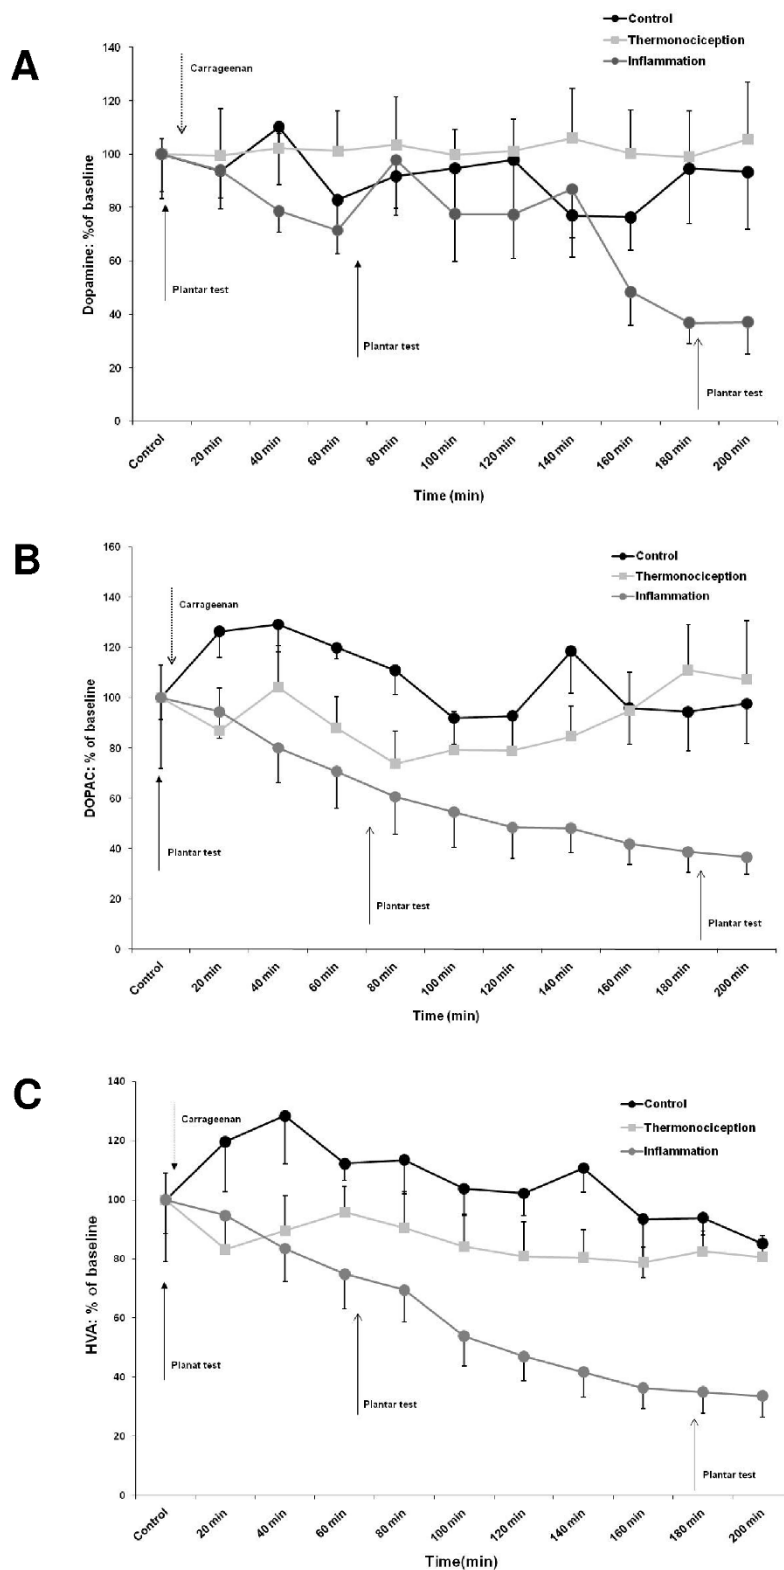 A
Control
Thermonociception
Inflammation
Carrageenan
Dopamine: %of baseline
140
120
100
80
60
40
20
0
Plantar test
Plantar test
Plantar test
Control
20 min
40 min
60 min
80 min
100 min
120 min
140 min
160 min
180 min
200 min
Time (min)
B
Control
Thermonociception
Inflammation
Carrageenan
DOPAC: % of baseline
160
140
120
100
80
60
40
20
0
Plantar test
Plantar test
Plantar test
Control
20 min
40 min
60 min
80 min
100 min
120 min
140 min
160 min
180 min
200 min
Time (min)
C
Control
Thermonociception
Inflammation
Carrageenan
HVA: % of baseline
140
120
100
80
60
40
20
0
Planat test
Plantar test
Plantar test
Control
20 min
40 min
60 min
80 min
100 min
120 min
140 min
160 min
180 min
200 min
Time(min)